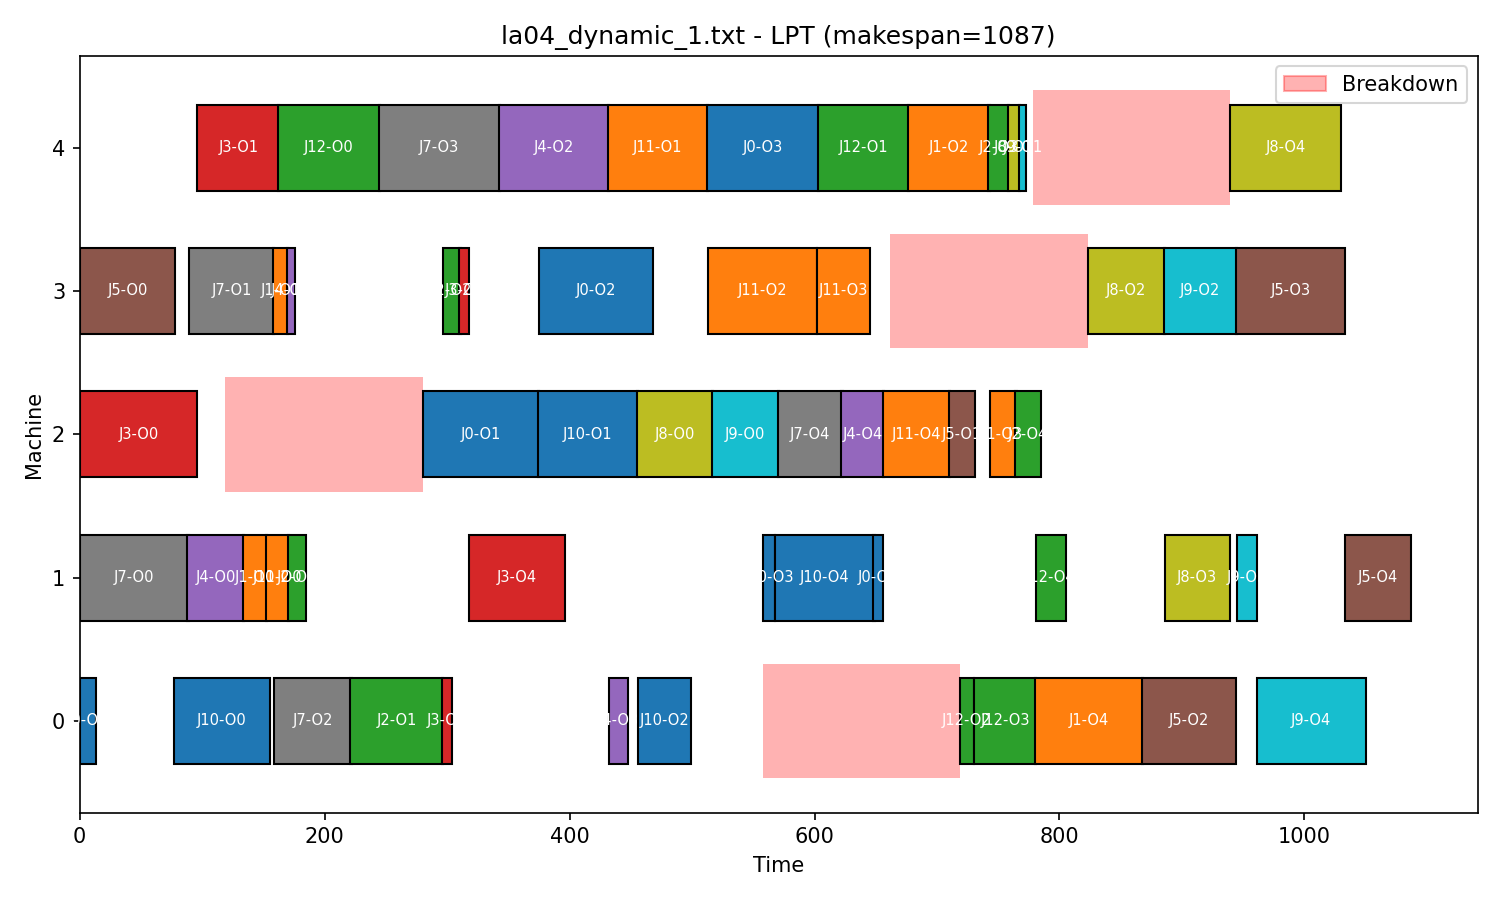 la04_dynamic_1.txt - LPT (makespan=1087)
Breakdown
Machine
4
J3-O1 J12-O0 J7-O3 J4-O2 J11-O1 J0-O3 J12-O1 J1-O2 J8-O4
3
J5-O0 J7-O1 J0-O2 J11-O2 J11-O3 J8-O2 J9-O2 J5-O3
2
J3-O0 J0-O1 J10-O1 J8-O0 J9-O0 J7-O4 J4-O4 J11-O4 J5-O1
1
J7-O0 J4-O0 J3-O4 J10-O4 J8-O3 J5-O4
0
J10-O0 J7-O2 J2-O1 J10-O2 J12-O3 J1-O4 J5-O2 J9-O4
0 200 400 600 800 1000
Time